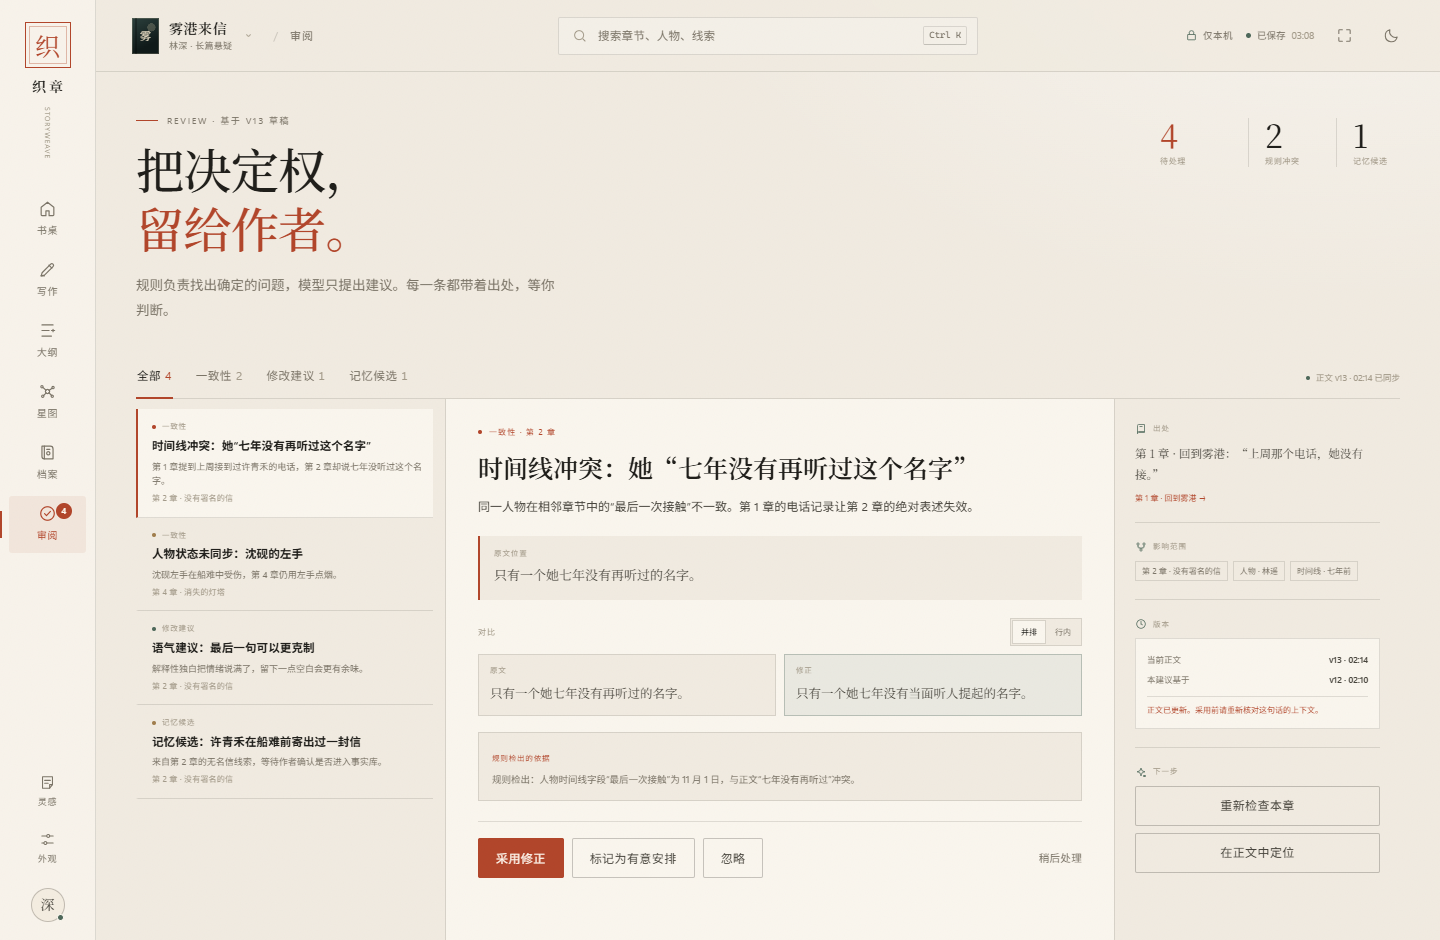 织
织章
STORYWEAVE
书桌
写作
大纲
星图
档案
4
审阅
灵感
外观
深
雾
雾港来信
林深 · 长篇悬疑
/
审阅
搜索章节、人物、线索
Ctrl K
仅本机
已保存 03:08
REVIEW · 基于 V13 草稿
把决定权，
留给作者。
规则负责找出确定的问题，模型只提出建议。每一条都带着出处，等你
判断。
4
待处理
2
规则冲突
1
记忆候选
全部 4
一致性 2
修改建议 1
记忆候选 1
正文 v13 · 02:14 已同步
一致性
时间线冲突：她“七年没有再听过这个名字”
第 1 章提到上周接到过许青禾的电话，第 2 章却说七年没听过这个名
字。
第 2 章 · 没有署名的信
一致性
人物状态未同步：沈砚的左手
沈砚左手在船难中受伤，第 4 章仍用左手点烟。
第 4 章 · 消失的灯塔
修改建议
语气建议：最后一句可以更克制
解释性独白把情绪说满了，留下一点空白会更有余味。
第 2 章 · 没有署名的信
记忆候选
记忆候选：许青禾在船难前寄出过一封信
来自第 2 章的无名信线索，等待作者确认是否进入事实库。
第 2 章 · 没有署名的信
一致性 · 第 2 章
时间线冲突：她“七年没有再听过这个名字”
同一人物在相邻章节中的“最后一次接触”不一致。第 1 章的电话记录让第 2 章的绝对表述失效。
原文位置
只有一个她七年没有再听过的名字。
对比
并排
行内
原文
只有一个她七年没有再听过的名字。
修正
只有一个她七年没有当面听人提起的名字。
规则检出的依据
规则检出：人物时间线字段“最后一次接触”为 11 月 1 日，与正文“七年没有再听过”冲突。
采用修正
标记为有意安排
忽略
稍后处理
出处
第 1 章 · 回到雾港：“上周那个电话，她没有
接。”
第 1 章 · 回到雾港 →
影响范围
第 2 章 · 没有署名的信
人物 · 林遥
时间线 · 七年前
版本
当前正文
v13 · 02:14
本建议基于
v12 · 02:10
正文已更新。采用前请重新核对这句话的上下文。
下一步
重新检查本章
在正文中定位